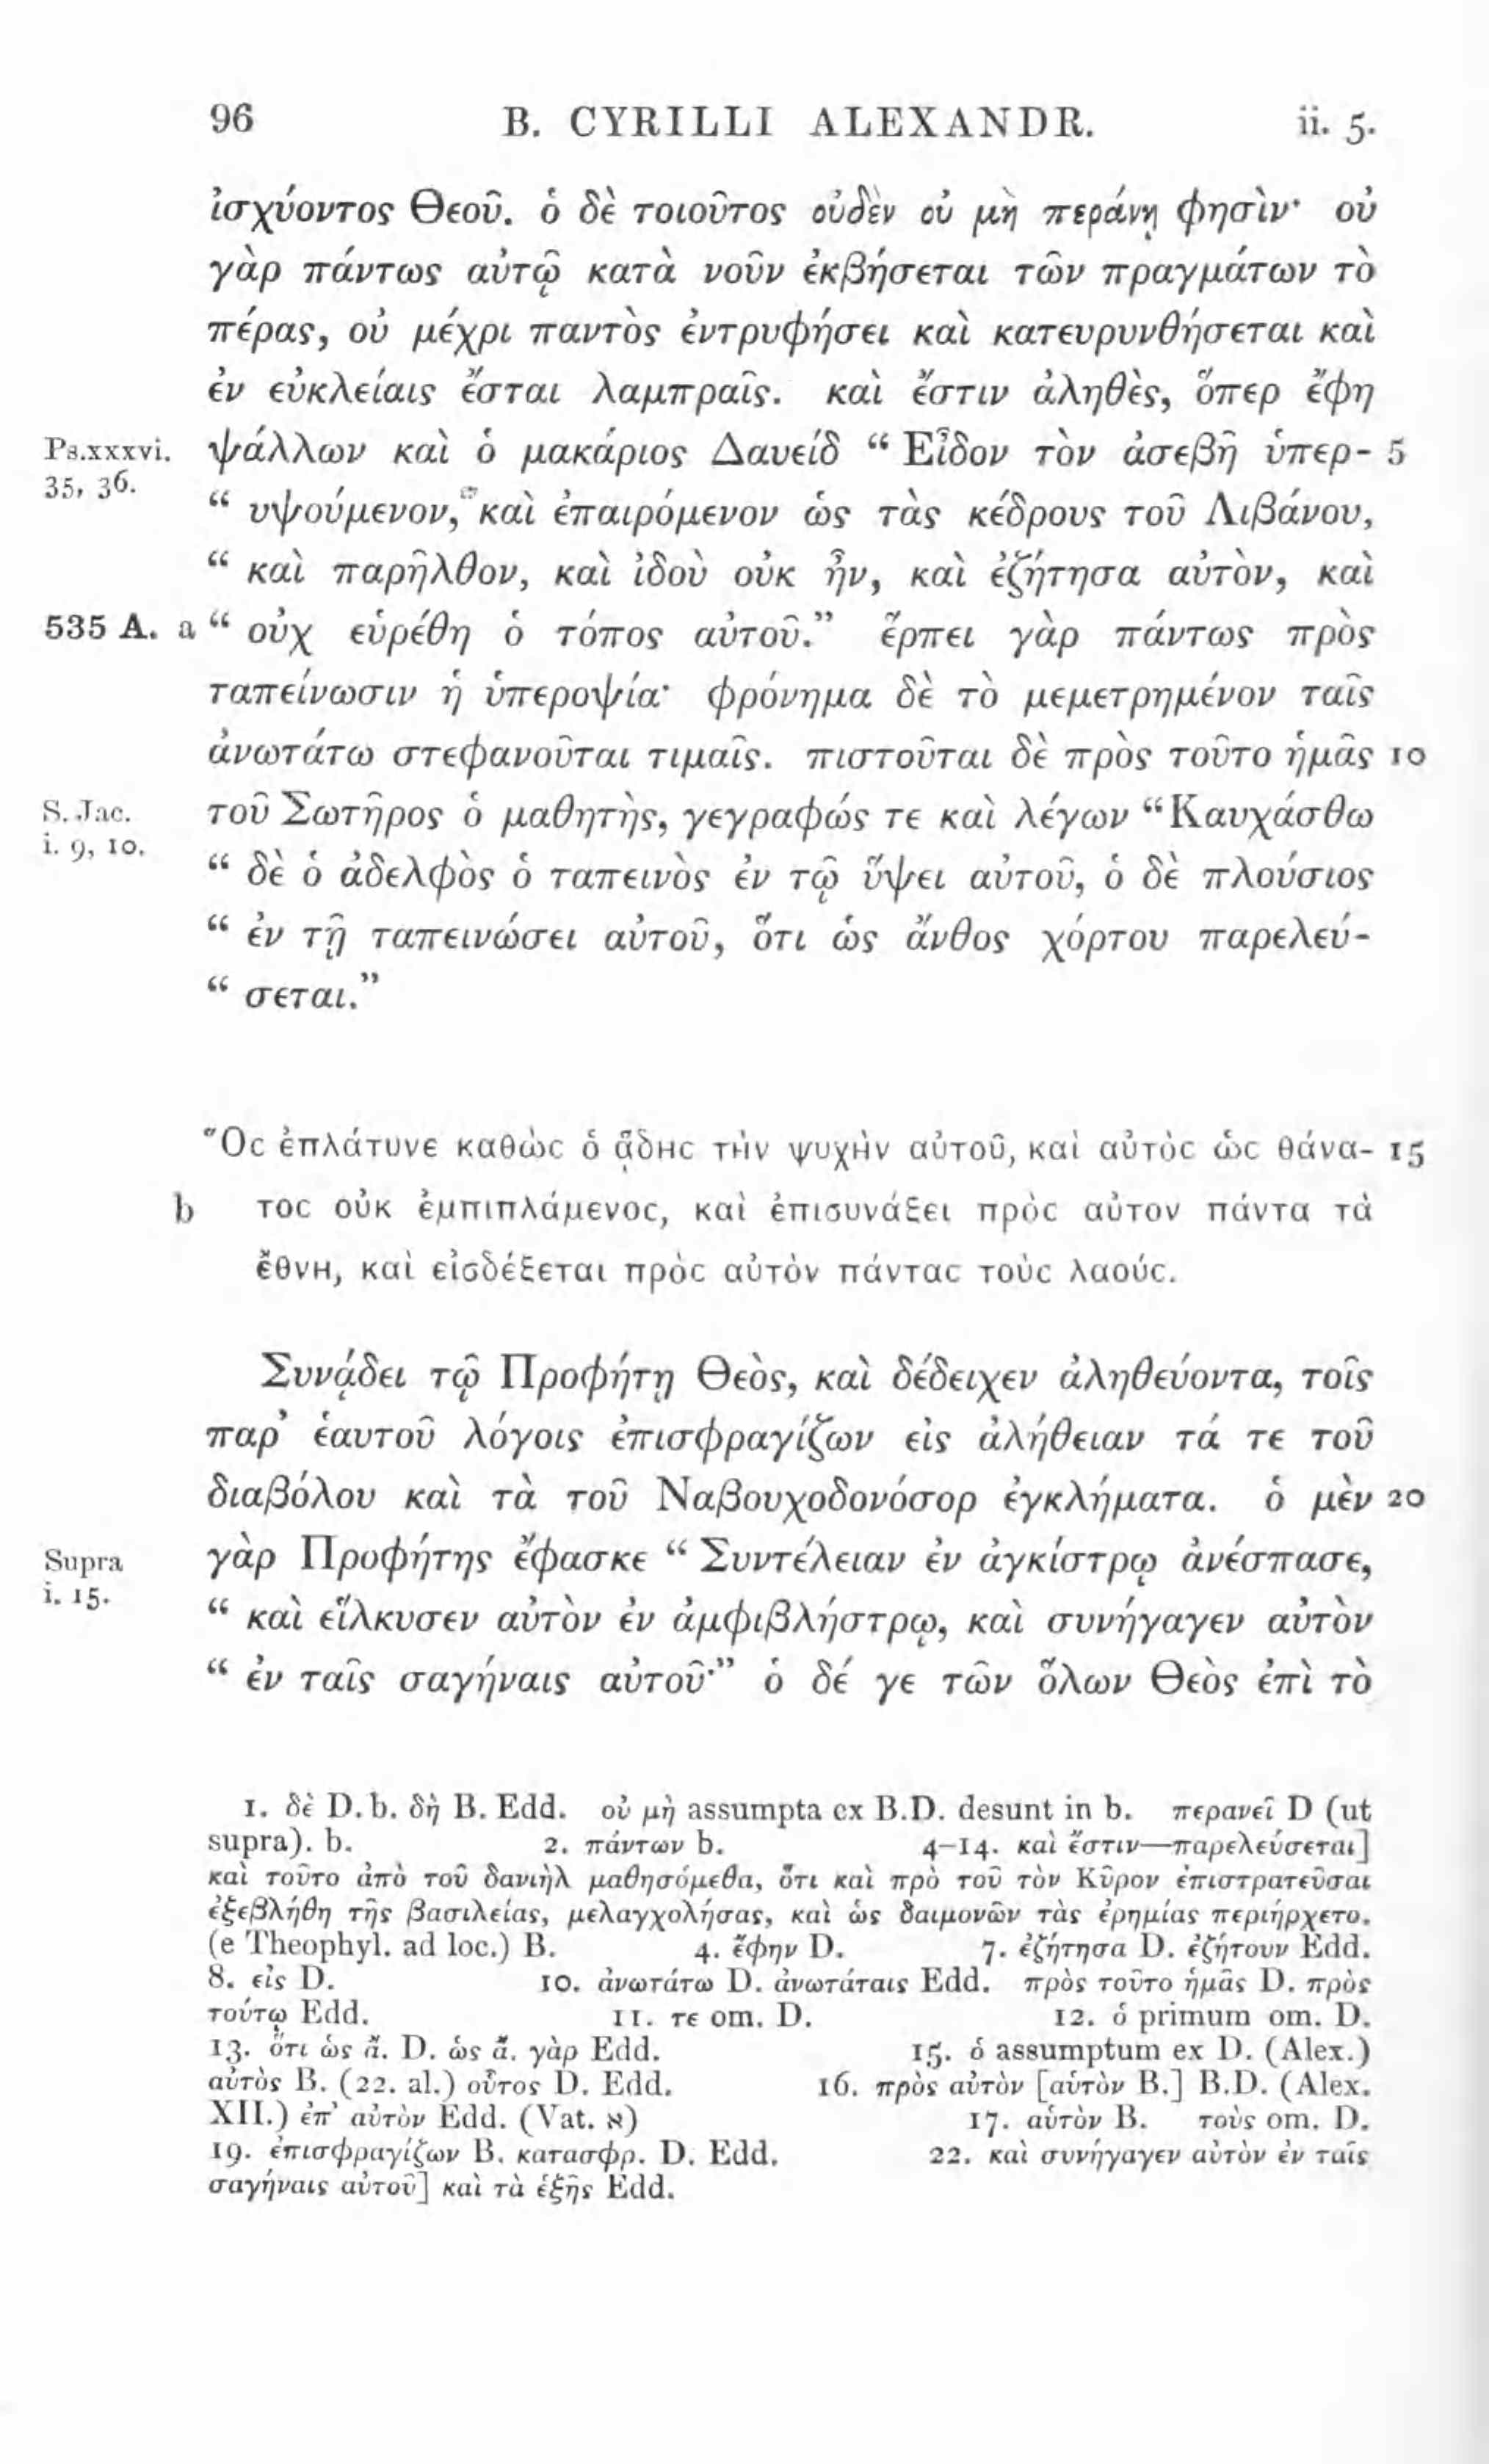 96 B. CYRILLI ALEXANDR. ii. 5.
ἰσχύοντος Θεοῦ. ὁ δὲ τοιοῦτος οὐδὲν οὐ μὴ περάνῃ φησίν· οὐ
γὰρ πάντως αὐτῷ κατὰ νοῦν ἐκβήσεται τῶν πραγμάτων τὸ
πέρας, οὐ μέχρι παντὸς ἐντρυφήσει καὶ κατευρυνθήσεται καὶ
ἐν εὐκλείαις ἔσται λαμπραῖς. καὶ ἔστιν ἀληθὲς, ὅπερ ἔφη
Ps.xxxvi. ψάλλων καὶ ὁ μακάριος Δαυείδ “ Εἶδον τὸν ἀσεβῆ ὑπερ- 5
35, 36. “ υψούμενον, καὶ ἐπαιρόμενον ὡς τὰς κέδρους τοῦ Λιβάνου,
“ καὶ παρῆλθον, καὶ ἰδοὺ οὐκ ἦν, καὶ ἐζήτησα αὐτὸν, καὶ
535 A. a “ οὐχ εὑρέθη ὁ τόπος αὐτοῦ.” ἕρπει γὰρ πάντως πρὸς
ταπείνωσιν ἡ ὑπεροψία· φρόνημα δὲ τὸ μεμετρημένον ταῖς
ἀνωτάτω στεφανοῦται τιμαῖς. πιστοῦται δὲ πρὸς τοῦτο ἡμᾶς 10
S. Jac. τοῦ Σωτῆρος ὁ μαθητὴς, γεγραφώς τε καὶ λέγων “ Καυχάσθω
i. 9, 10. “ δὲ ὁ ἀδελφὸς ὁ ταπεινὸς ἐν τῷ ὕψει αὐτοῦ, ὁ δὲ πλούσιος
“ ἐν τῇ ταπεινώσει αὐτοῦ, ὅτι ὡς ἄνθος χόρτου παρελεύ-
“ σεται.”
Ὃς ἐπλάτυνε καθὼς ὁ ᾅδης τὴν ψυχὴν αὐτοῦ, καὶ αὐτὸς ὡς θάνα- 15
b τος οὐκ ἐμπιπλάμενος, καὶ ἐπισυνάξει πρὸς αὐτον πάντα τὰ
ἔθνη, καὶ εἰσδέξεται πρὸς αὐτὸν πάντας τοὺς λαούς.
Συνᾴδει τῷ Προφήτῃ Θεὸς, καὶ δέδειχεν ἀληθεύοντα, τοῖς
παρ’ ἑαυτοῦ λόγοις ἐπισφραγίζων εἰς ἀλήθειαν τά τε τοῦ
διαβόλου καὶ τὰ τοῦ Ναβουχοδονόσορ ἐγκλήματα. ὁ μὲν 20
Supra γὰρ Προφήτης ἔφασκε “ Συντέλειαν ἐν ἀγκίστρῳ ἀνέσπασε,
i. 15. “ καὶ εἵλκυσεν αὐτὸν ἐν ἀμφιβλήστρῳ, καὶ συνήγαγεν αὐτὸν
“ ἐν ταῖς σαγήναις αὐτοῦ·” ὁ δέ γε τῶν ὅλων Θεὸς ἐπὶ τὸ
1. δὲ D. b. δὴ B. Edd. οὐ μὴ assumpta ex B.D. desunt in b. περανεῖ D (ut
supra). b. 2. πάντων b. 4–14. καὶ ἔστιν—παρελεύσεται]
καὶ τοῦτο ἀπὸ τοῦ δανιὴλ μαθησόμεθα, ὅτι καὶ πρὸ τοῦ τὸν Κῦρον ἐπιστρατεῦσαι
ἐξεβλήθη τῆς βασιλείας, μελαγχολήσας, καὶ ὡς δαιμονῶν τὰς ἐρημίας περιήρχετο.
(e Theophyl. ad loc.) B. 4. ἔφην D. 7. ἐζήτησα D. ἐζήτουν Edd.
8. εἰς D. 10. ἀνωτάτω D. ἀνωτάταις Edd. πρὸς τοῦτο ἡμᾶς D. πρὸς
τούτῳ Edd. 11. τε om. D. 12. ὁ primum om. D.
13. ὅτι ὡς ἄ. D. ὡς ἄ. γὰρ Edd. 15. ὁ assumptum ex D. (Alex.)
αὐτὸς B. (22. al.) οὗτος D. Edd. 16. πρὸς αὐτὸν [αὑτὸν B.] B.D. (Alex.
XII.) ἐπ’ αὐτὸν Edd. (Vat. א) 17. αὑτὸν B. τοὺς om. D.
19. ἐπισφραγίζων B. κατασφρ. D. Edd. 22. καὶ συνήγαγεν αὐτὸν ἐν ταῖς
σαγήναις αὐτοῦ] καὶ τὰ ἑξῆς Edd.